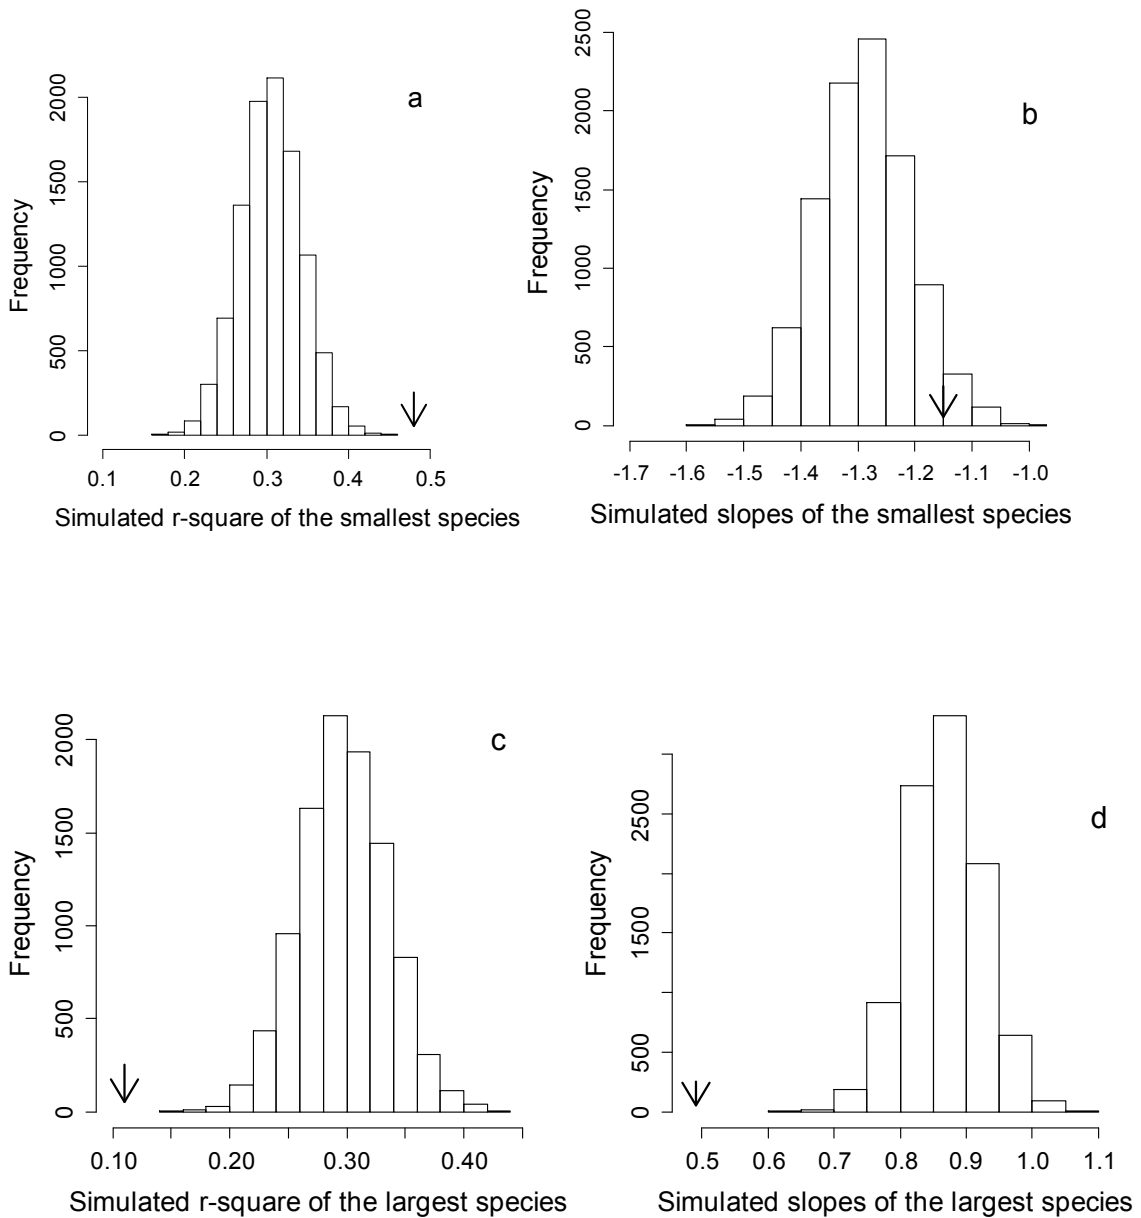 a
Frequency
2000
1500
1000
500
0
0.1 0.2 0.3 0.4 0.5
Simulated r-square of the smallest species
b
Frequency
2500
2000
1500
1000
500
0
-1.7 -1.6 -1.5 -1.4 -1.3 -1.2 -1.1 -1.0
Simulated slopes of the smallest species
c
Frequency
2000
1500
1000
500
0
0.10 0.20 0.30 0.40
Simulated r-square of the largest species
d
Frequency
2500
1500
500
0
0.5 0.6 0.7 0.8 0.9 1.0 1.1
Simulated slopes of the largest species